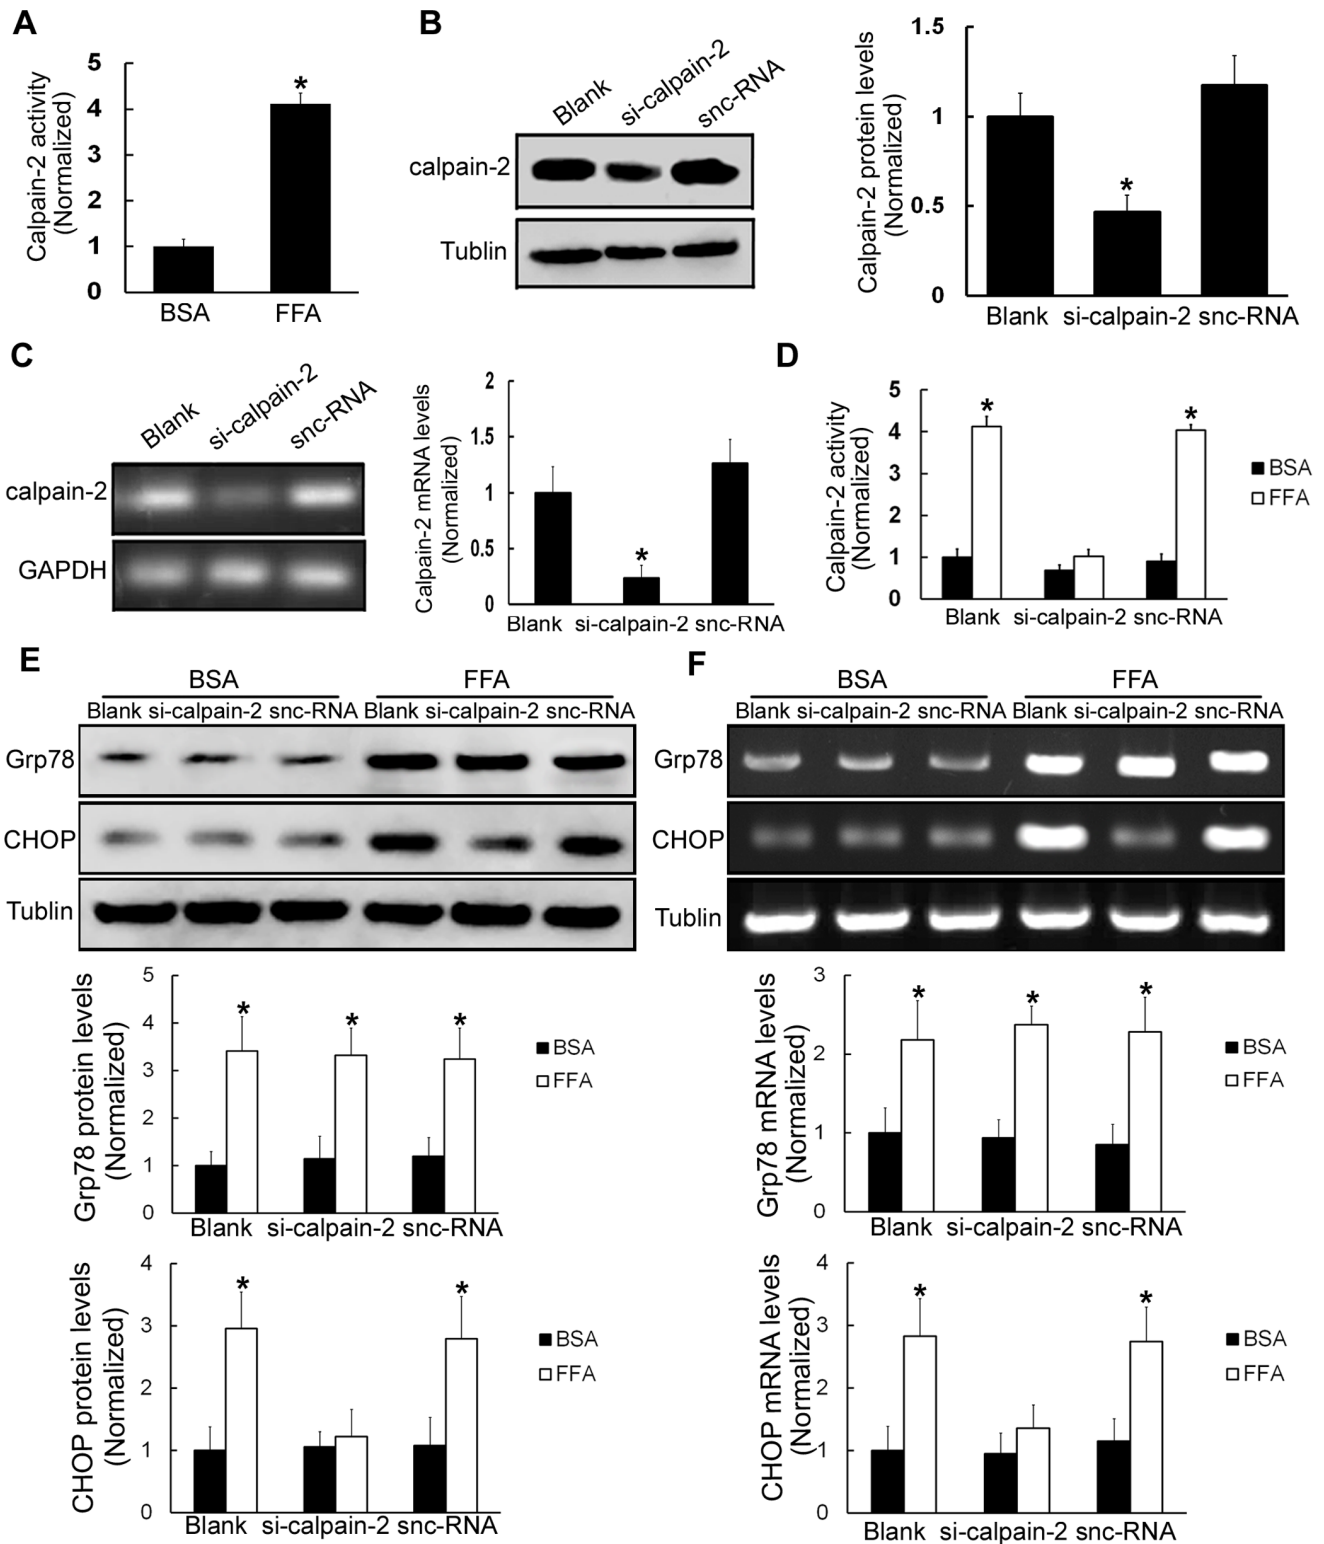 A
Calpain-2 activity
(Normalized)
5
4
3
2
1
0
*
BSA
FFA
B
Blank
si-calpain-2
snc-RNA
calpain-2
Tublin
Calpain-2 protein levels
(Normalized)
1.5
1
0.5
0
*
Blank si-calpain-2 snc-RNA
C
Blank
si-calpain-2
snc-RNA
calpain-2
GAPDH
Calpain-2 mRNA levels
(Normalized)
2
1.5
1
0.5
0
*
Blank si-calpain-2 snc-RNA
D
Calpain-2 activity
(Normalized)
5
4
3
2
1
0
*
*
BSA
FFA
Blank si-calpain-2 snc-RNA
E
BSA FFA
Blank si-calpain-2 snc-RNA Blank si-calpain-2 snc-RNA
Grp78
CHOP
Tublin
Grp78 protein levels
(Normalized)
5
4
3
2
1
0
*
*
*
BSA
FFA
Blank si-calpain-2 snc-RNA
CHOP protein levels
(Normalized)
4
3
2
1
0
*
*
BSA
FFA
Blank si-calpain-2 snc-RNA
F
BSA FFA
Blank si-calpain-2 snc-RNA Blank si-calpain-2 snc-RNA
Grp78
CHOP
Tublin
Grp78 mRNA levels
(Normalized)
3
2
1
0
*
*
*
BSA
FFA
Blank si-calpain-2 snc-RNA
CHOP mRNA levels
(Normalized)
4
3
2
1
0
*
*
BSA
FFA
Blank si-calpain-2 snc-RNA